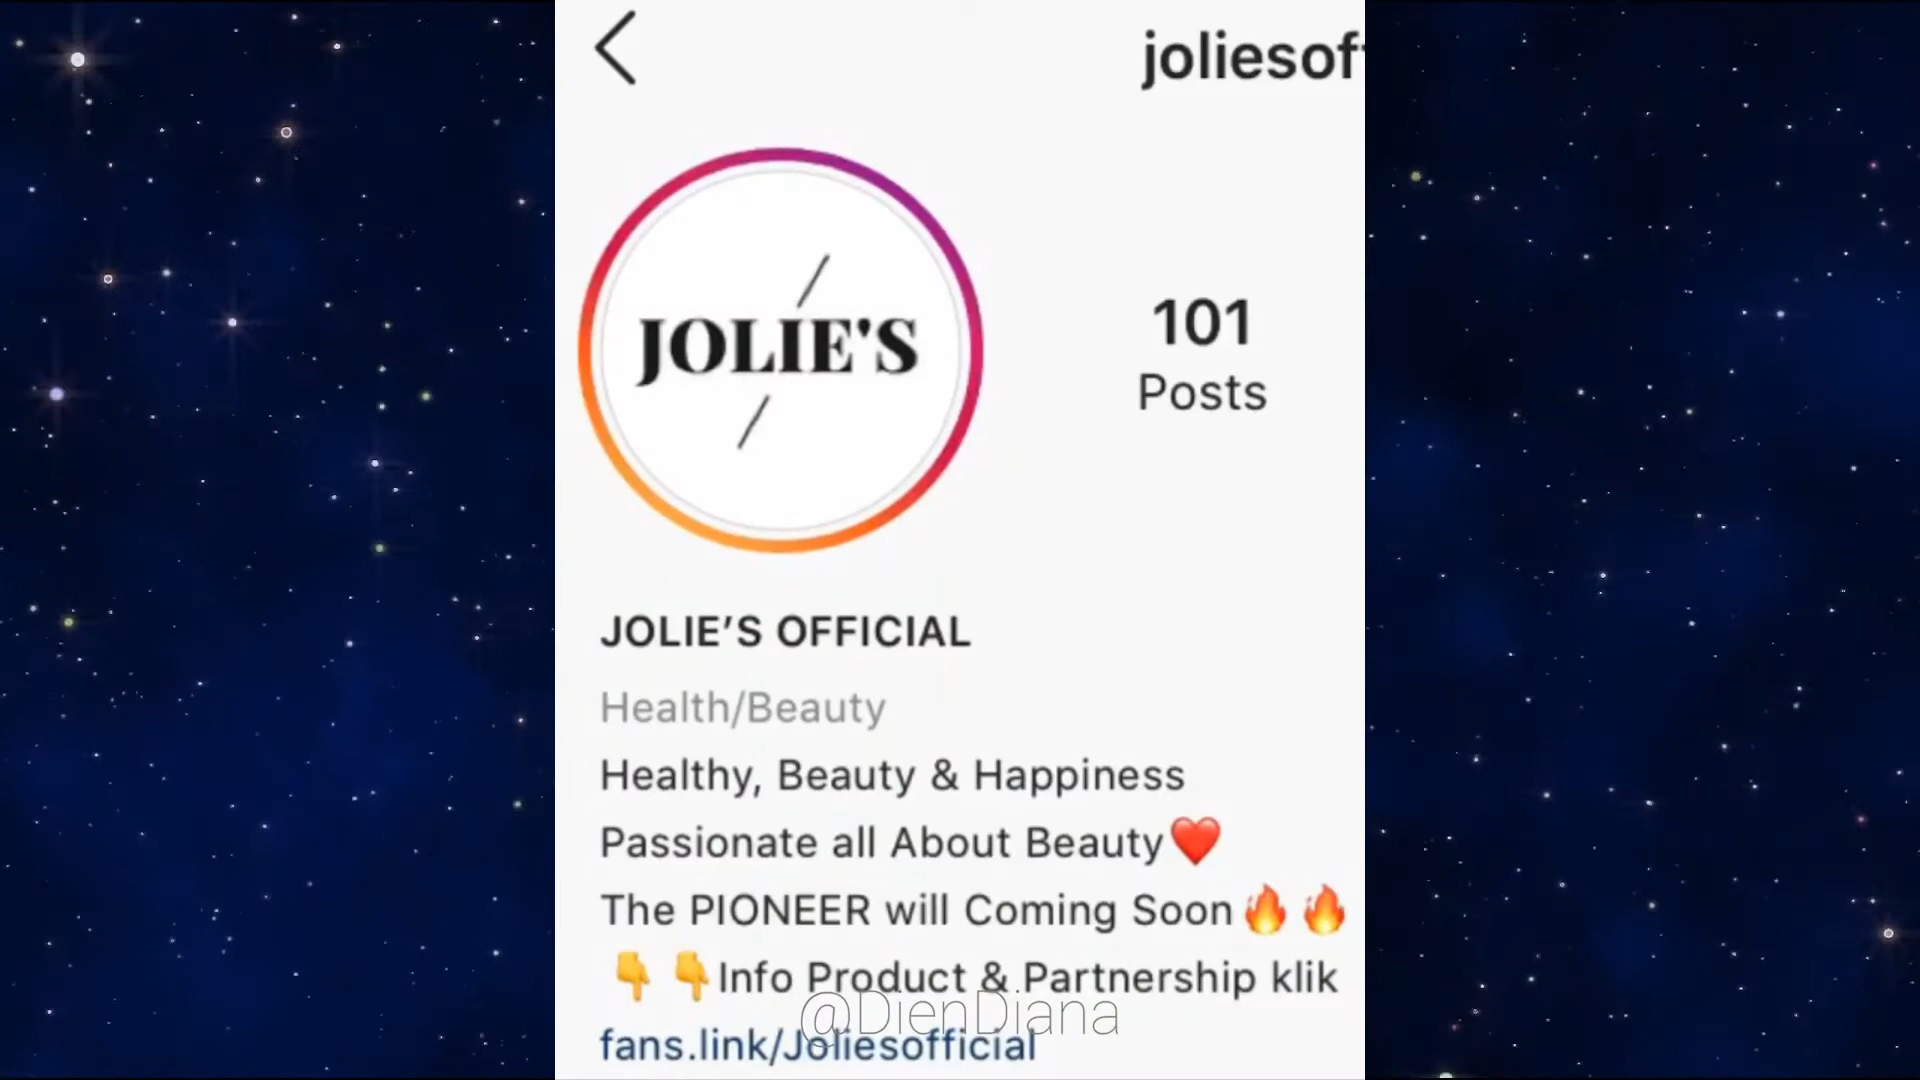 joliesof
JOLIE'S
101
Posts
JOLIE’S OFFICIAL
Health/Beauty
Healthy, Beauty & Happiness
Passionate all About Beauty❤️
The PIONEER will Coming Soon🔥🔥
👇👇Info Product & Partnership klik
@DienDiana
fans.link/Joliesofficial